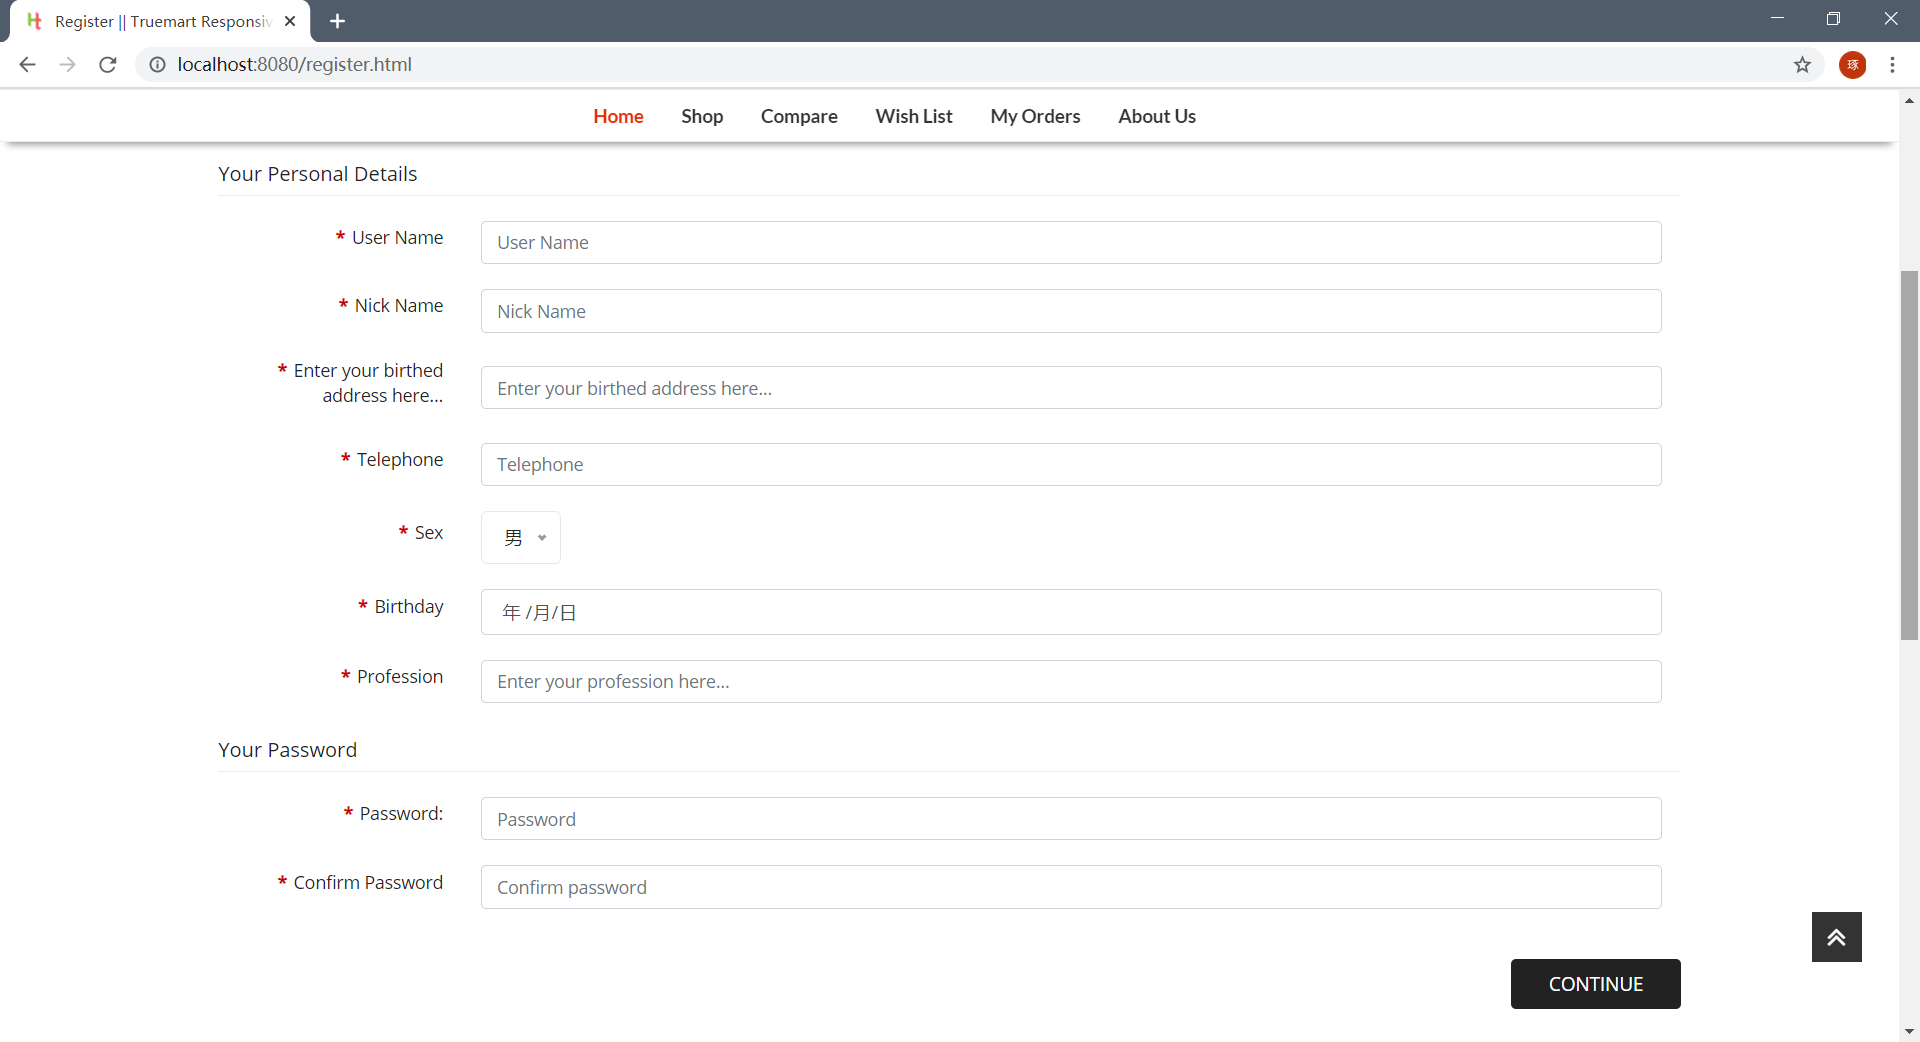 Register || Truemart Responsiv
localhost:8080/register.html
琢
Home Shop Compare Wish List My Orders About Us
Your Personal Details
* User Name
User Name
* Nick Name
Nick Name
* Enter your birthed
address here...
Enter your birthed address here...
* Telephone
Telephone
* Sex
男
* Birthday
年 /月/日
* Profession
Enter your profession here...
Your Password
* Password:
Password
* Confirm Password
Confirm password
CONTINUE